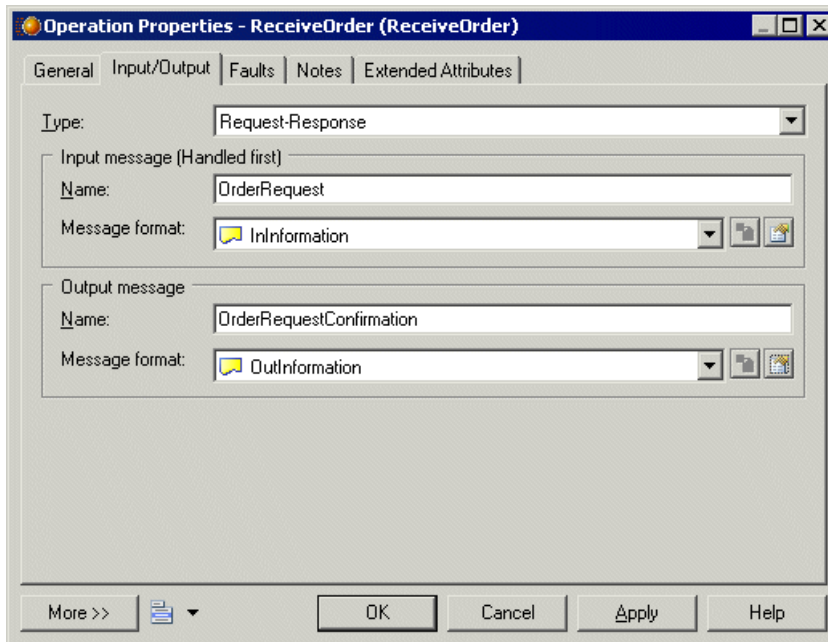 Operation Properties - ReceiveOrder (ReceiveOrder)
General Input/Output Faults Notes Extended Attributes
Type: Request-Response
Input message (Handled first)
Name: OrderRequest
Message format: InInformation
Output message
Name: OrderRequestConfirmation
Message format: OutInformation
More >> OK Cancel Apply Help